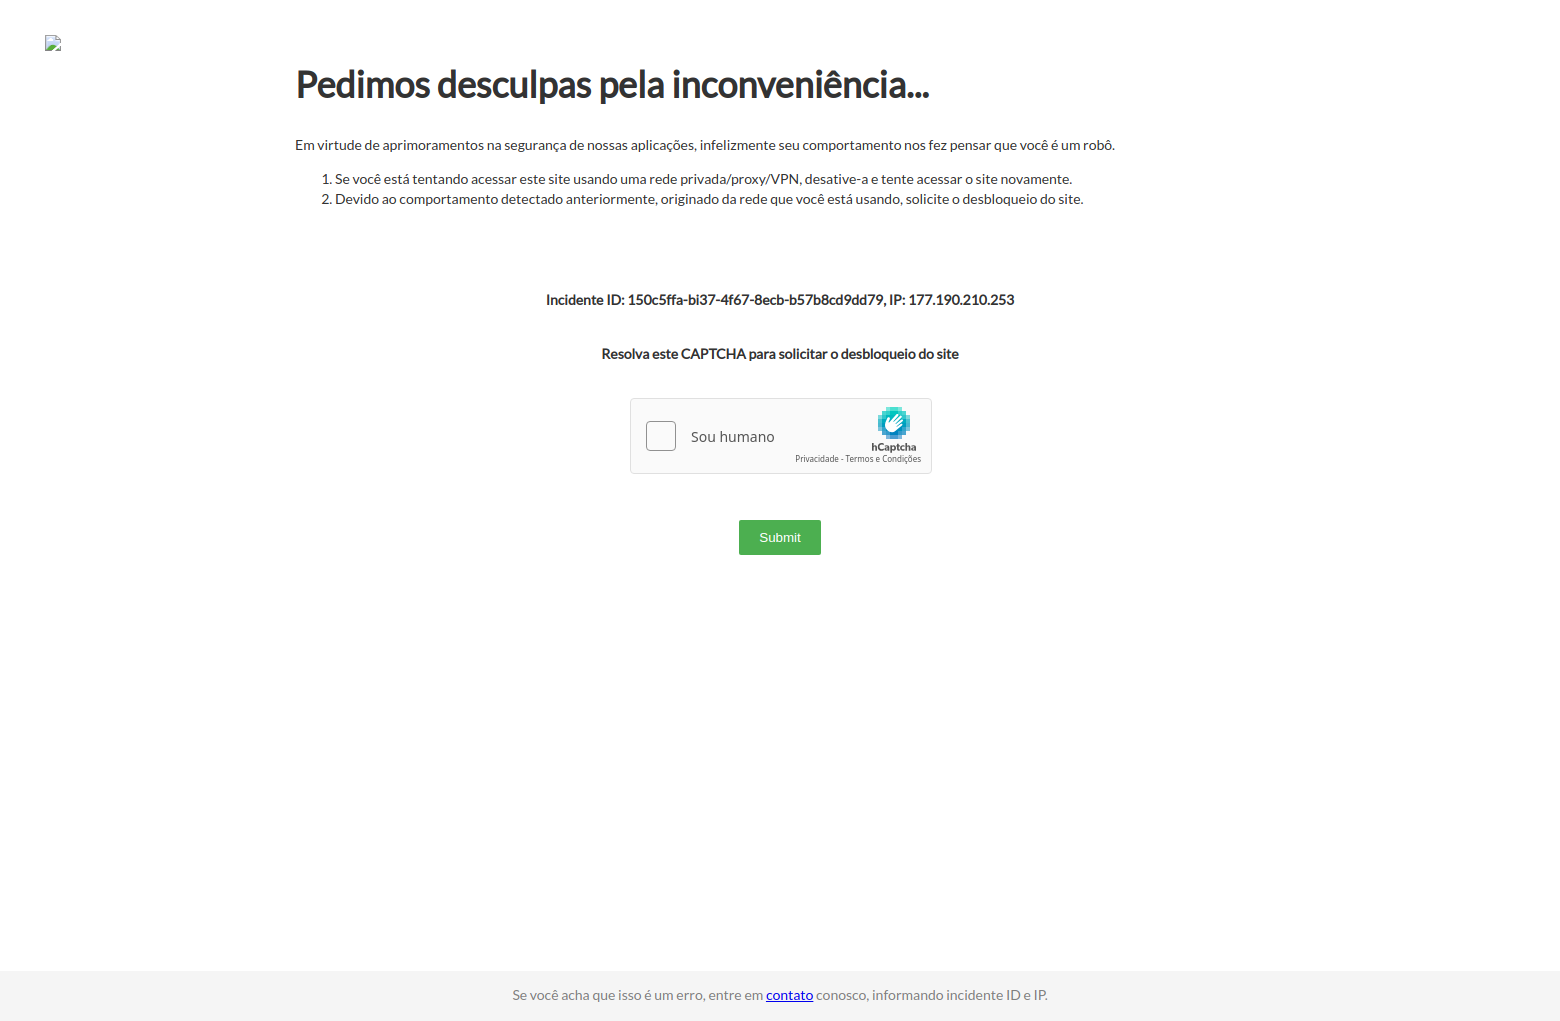 Pedimos desculpas pela inconveniência...
Em virtude de aprimoramentos na segurança de nossas aplicações, infelizmente seu comportamento nos fez pensar que você é um robô.
1. Se você está tentando acessar este site usando uma rede privada/proxy/VPN, desative-a e tente acessar o site novamente.
2. Devido ao comportamento detectado anteriormente, originado da rede que você está usando, solicite o desbloqueio do site.
Incidente ID: 150c5ffa-bi37-4f67-8ecb-b57b8cd9dd79, IP: 177.190.210.253
Resolva este CAPTCHA para solicitar o desbloqueio do site
Sou humano
hCaptcha
Privacidade - Termos e Condições
Submit
Se você acha que isso é um erro, entre em contato conosco, informando incidente ID e IP.